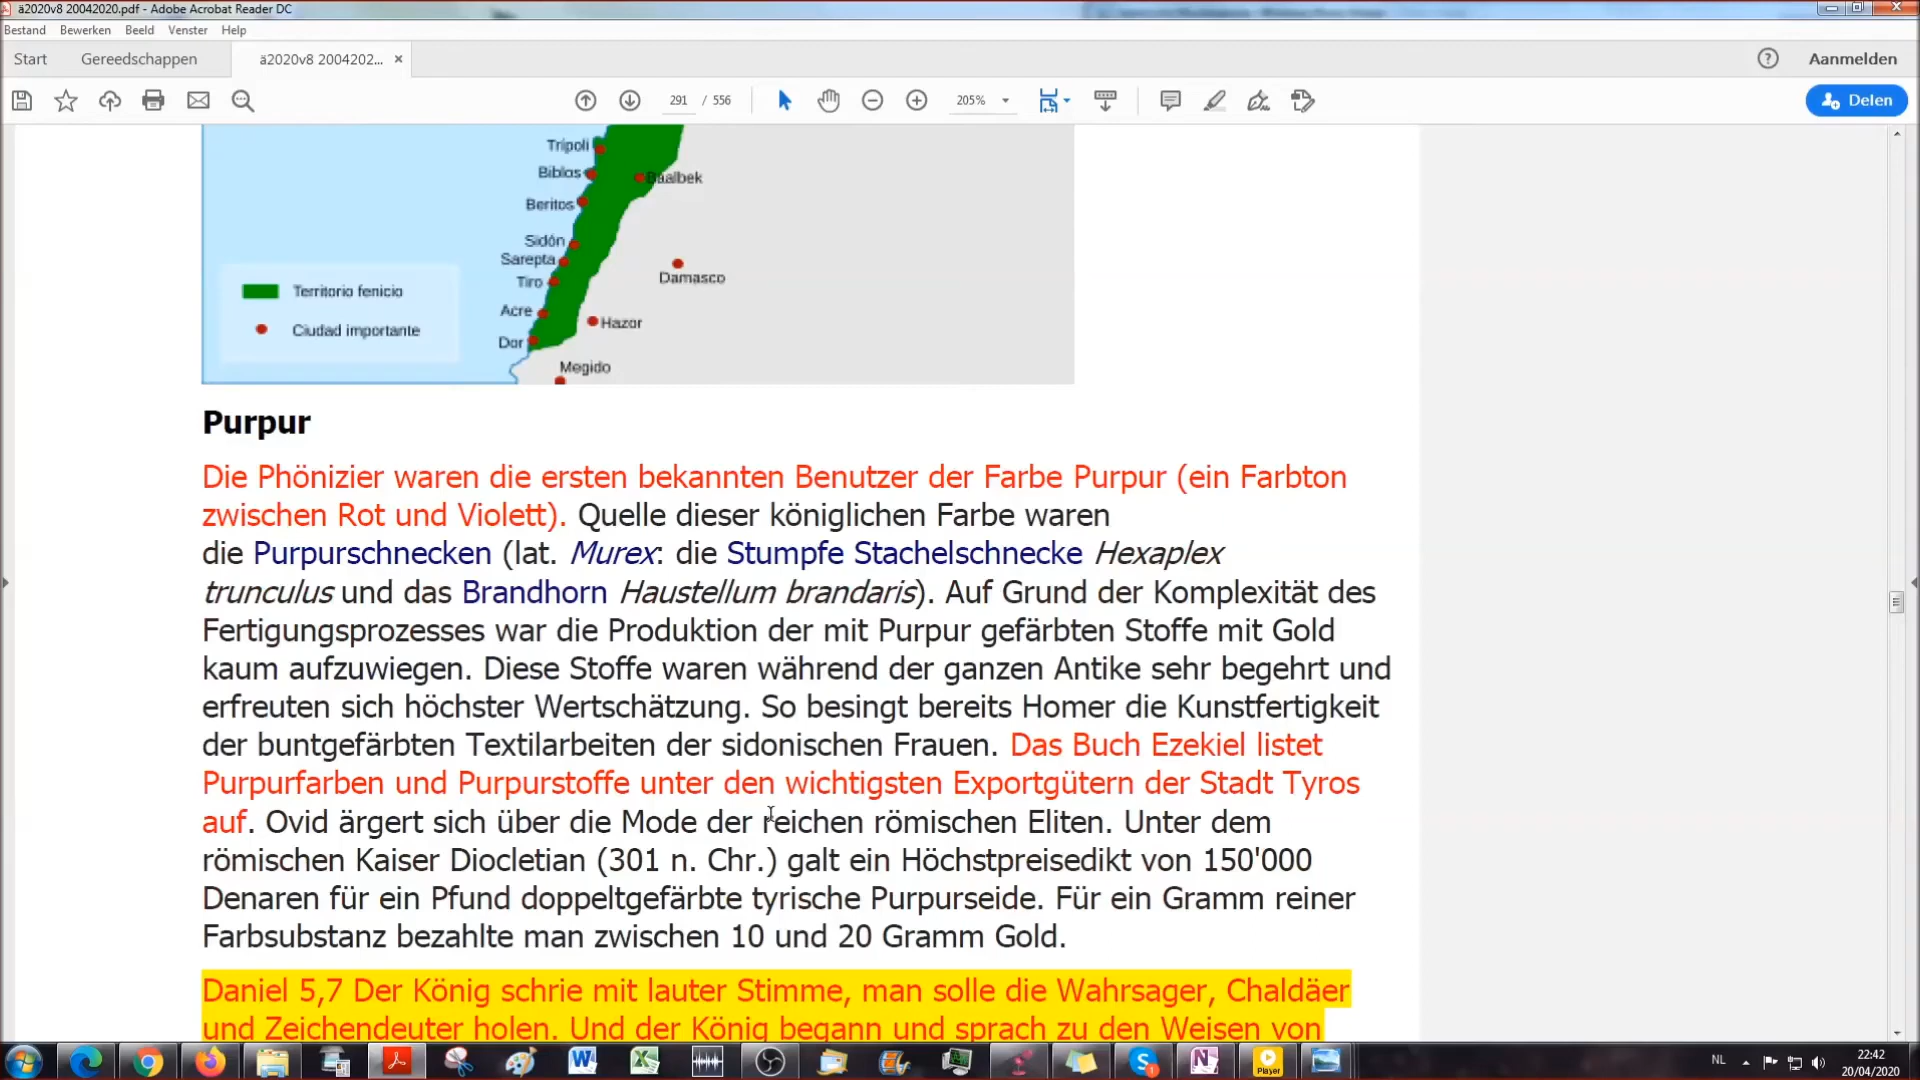 ä2020v8 20042020.pdf - Adobe Acrobat Reader DC
Bestand Bewerken Beeld Venster Help
Start Gereedschappen ä2020v8 2004202... × Aanmelden
291 / 556 205% Delen
Tripoli
Biblos
Baalbek
Beritos
Sidón
Sarepta
Damasco
Tiro
Territorio fenicio
Acre
Hazor
Ciudad importante
Dor
Megido
Purpur
Die Phönizier waren die ersten bekannten Benutzer der Farbe Purpur (ein Farbton
zwischen Rot und Violett). Quelle dieser königlichen Farbe waren
die Purpurschnecken (lat. Murex: die Stumpfe Stachelschnecke Hexaplex
trunculus und das Brandhorn Haustellum brandaris). Auf Grund der Komplexität des
Fertigungsprozesses war die Produktion der mit Purpur gefärbten Stoffe mit Gold
kaum aufzuwiegen. Diese Stoffe waren während der ganzen Antike sehr begehrt und
erfreuten sich höchster Wertschätzung. So besingt bereits Homer die Kunstfertigkeit
der buntgefärbten Textilarbeiten der sidonischen Frauen. Das Buch Ezekiel listet
Purpurfarben und Purpurstoffe unter den wichtigsten Exportgütern der Stadt Tyros
auf. Ovid ärgert sich über die Mode der reichen römischen Eliten. Unter dem
römischen Kaiser Diocletian (301 n. Chr.) galt ein Höchstpreisedikt von 150'000
Denaren für ein Pfund doppeltgefärbte tyrische Purpurseide. Für ein Gramm reiner
Farbsubstanz bezahlte man zwischen 10 und 20 Gramm Gold.
Daniel 5,7 Der König schrie mit lauter Stimme, man solle die Wahrsager, Chaldäer
und Zeichendeuter holen. Und der König begann und sprach zu den Weisen von
Player
NL
22:42
20/04/2020